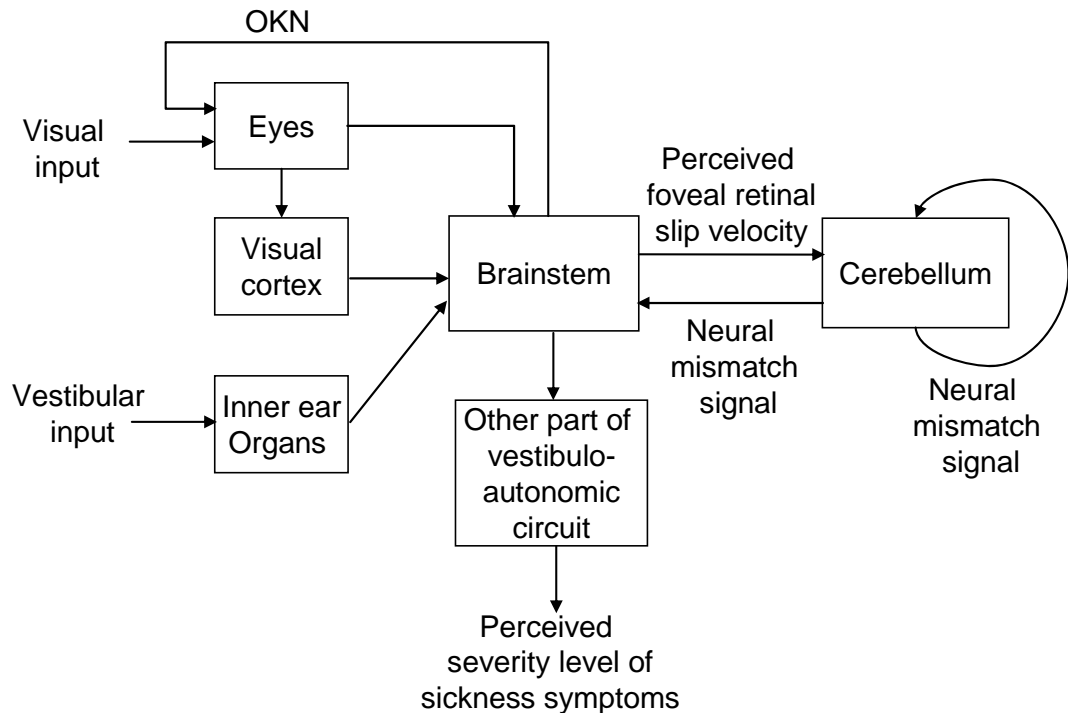 OKN
Eyes
Visual
input
Perceived
foveal retinal
slip velocity
Visual
cortex
Brainstem
Cerebellum
Neural
mismatch
signal
Neural
mismatch
signal
Vestibular
input
Inner ear
Organs
Other part of
vestibulo-
autonomic
circuit
Perceived
severity level of
sickness symptoms